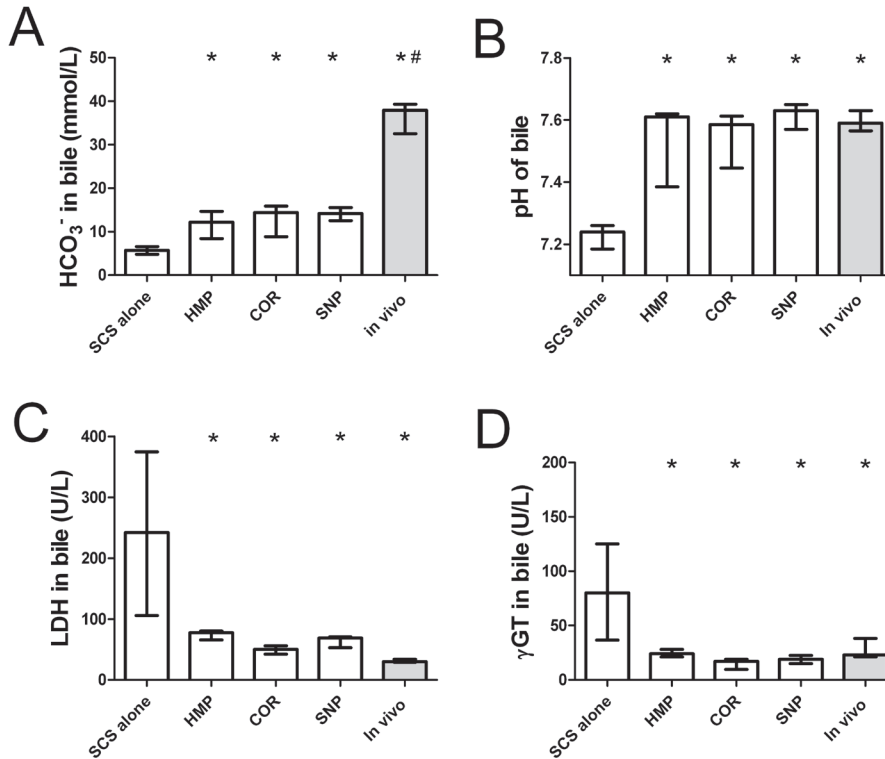 A
HCO₃⁻ in bile (mmol/L)
50
40
30
20
10
0
* * * * #
SCS alone HMP COR SNP in vivo
B
pH of bile
7.8
7.6
7.4
7.2
* * * *
SCS alone HMP COR SNP In vivo
C
LDH in bile (U/L)
400
300
200
100
0
* * * *
SCS alone HMP COR SNP In vivo
D
γGT in bile (U/L)
200
150
100
50
0
* * * *
SCS alone HMP COR SNP In vivo